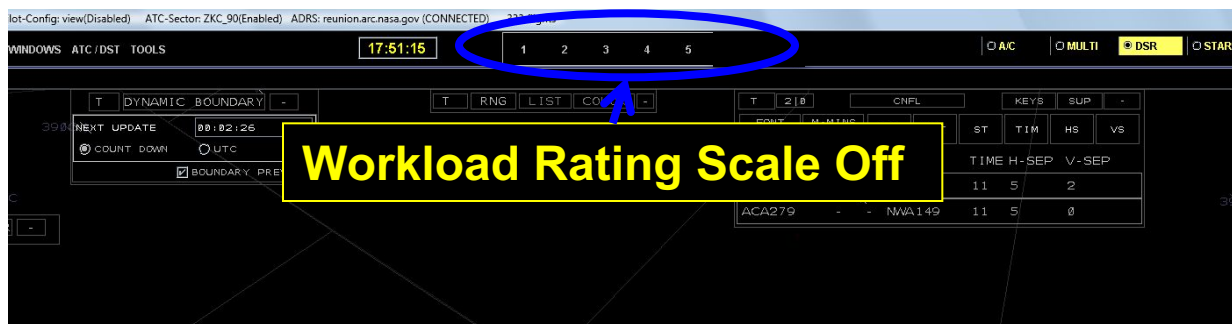 lot-Config: view(Disabled) ATC-Sector: ZKC_90(Enabled) ADRS: reunion.arc.nasa.gov (CONNECTED)
WINDOWS ATC / DST TOOLS 17:51:15 1 2 3 4 5 A/C MULTI DSR STAR
T DYNAMIC BOUNDARY - T RNG LIST - T 2|0 CNFL KEYS SUP -
NEXT UPDATE 00:02:26 ST TIM HS VS
COUNT DOWN UTC
Workload Rating Scale Off
TIME H-SEP V-SEP
BOUNDARY
11 5 2
ACA279 - - NWA149 11 5 0
-